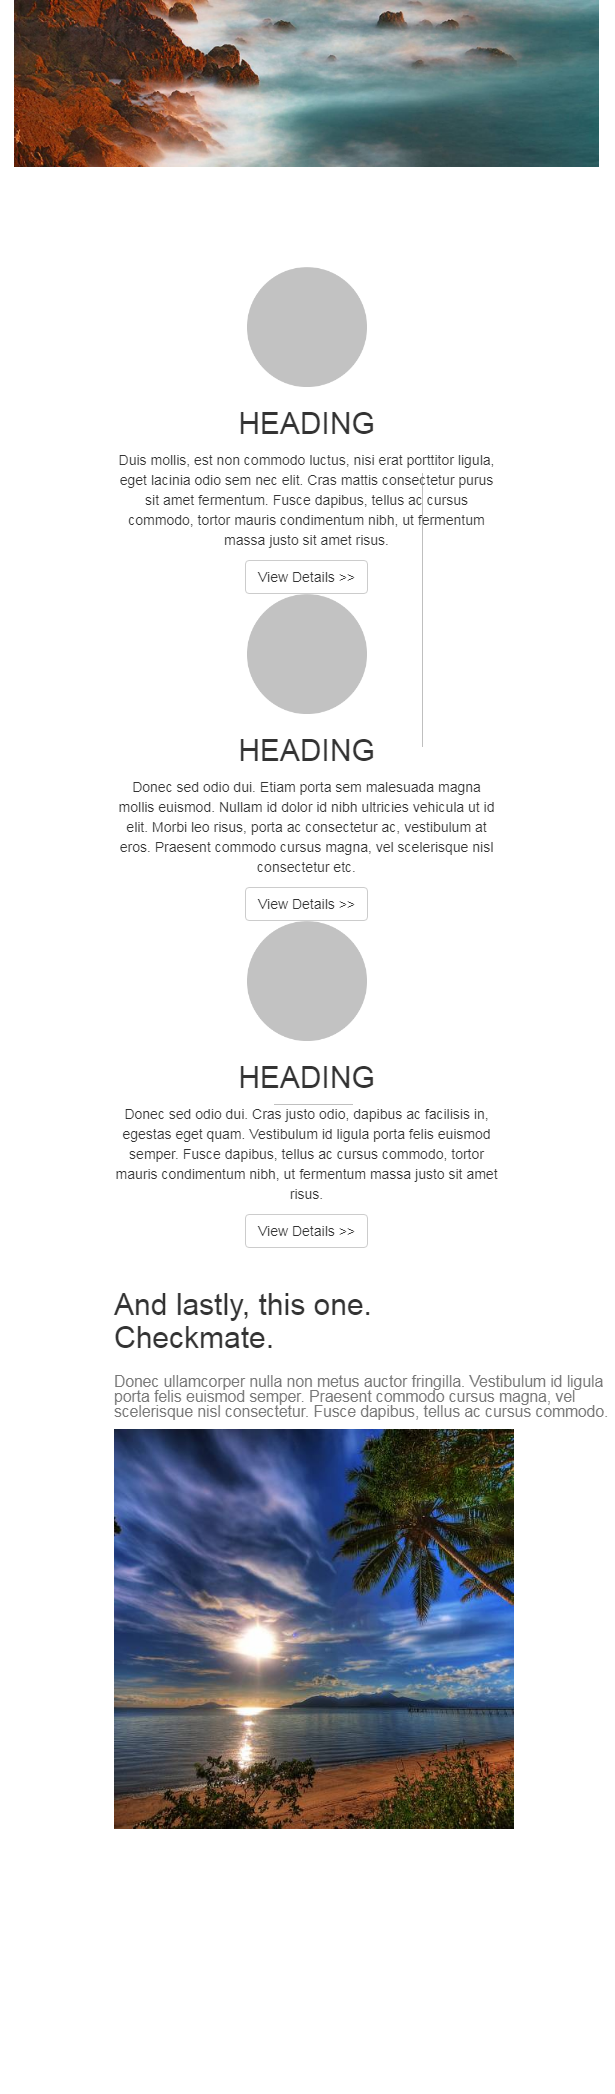 HEADING
Duis mollis, est non commodo luctus, nisi erat porttitor ligula,
eget lacinia odio sem nec elit. Cras mattis consectetur purus
sit amet fermentum. Fusce dapibus, tellus ac cursus
commodo, tortor mauris condimentum nibh, ut fermentum
massa justo sit amet risus.
View Details >>
HEADING
Donec sed odio dui. Etiam porta sem malesuada magna
mollis euismod. Nullam id dolor id nibh ultricies vehicula ut id
elit. Morbi leo risus, porta ac consectetur ac, vestibulum at
eros. Praesent commodo cursus magna, vel scelerisque nisl
consectetur etc.
View Details >>
HEADING
Donec sed odio dui. Cras justo odio, dapibus ac facilisis in,
egestas eget quam. Vestibulum id ligula porta felis euismod
semper. Fusce dapibus, tellus ac cursus commodo, tortor
mauris condimentum nibh, ut fermentum massa justo sit amet
risus.
View Details >>
And lastly, this one.
Checkmate.
Donec ullamcorper nulla non metus auctor fringilla. Vestibulum id ligula
porta felis euismod semper. Praesent commodo cursus magna, vel
scelerisque nisl consectetur. Fusce dapibus, tellus ac cursus commodo.